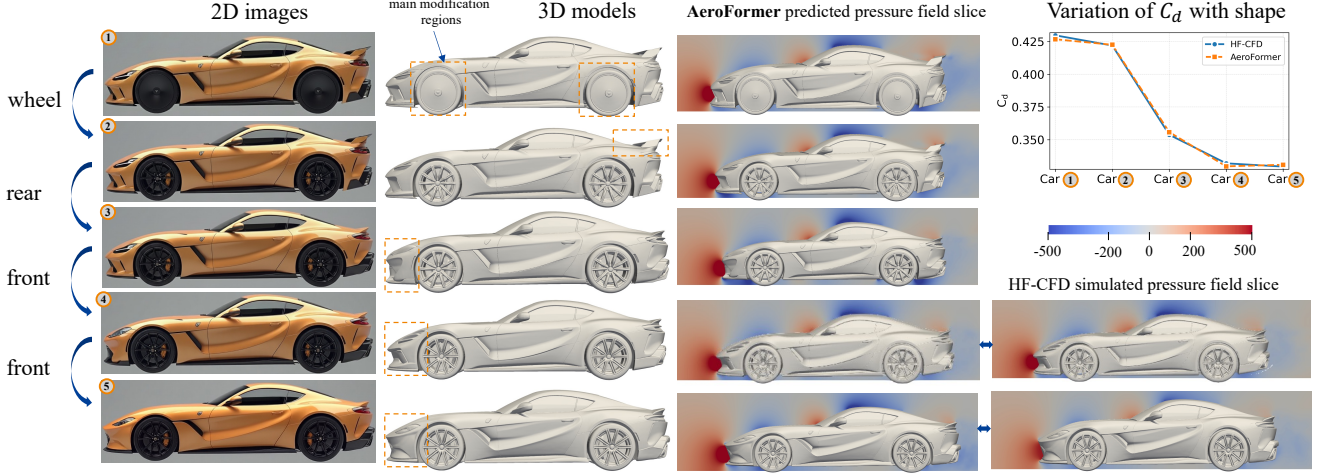 2D images
main modification
regions
3D models
AeroFormer predicted pressure field slice
Variation of C_d with shape
1
wheel
2
rear
3
front
4
front
5
0.425
0.400
0.375
0.350
C_d
HF-CFD
AeroFormer
Car 1
Car 2
Car 3
Car 4
Car 5
-500 -200 0 200 500
HF-CFD simulated pressure field slice